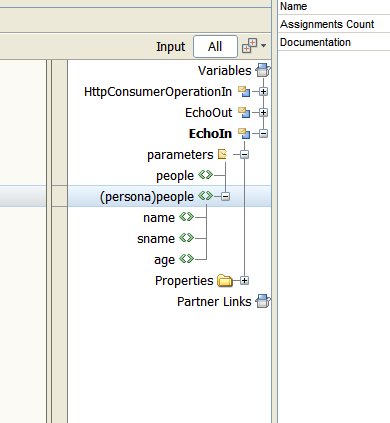 Name
Assignments Count
Documentation
Input All
Variables
HttpConsumerOperationIn
EchoOut
EchoIn
parameters
people
(persona)people
name
sname
age
Properties
Partner Links